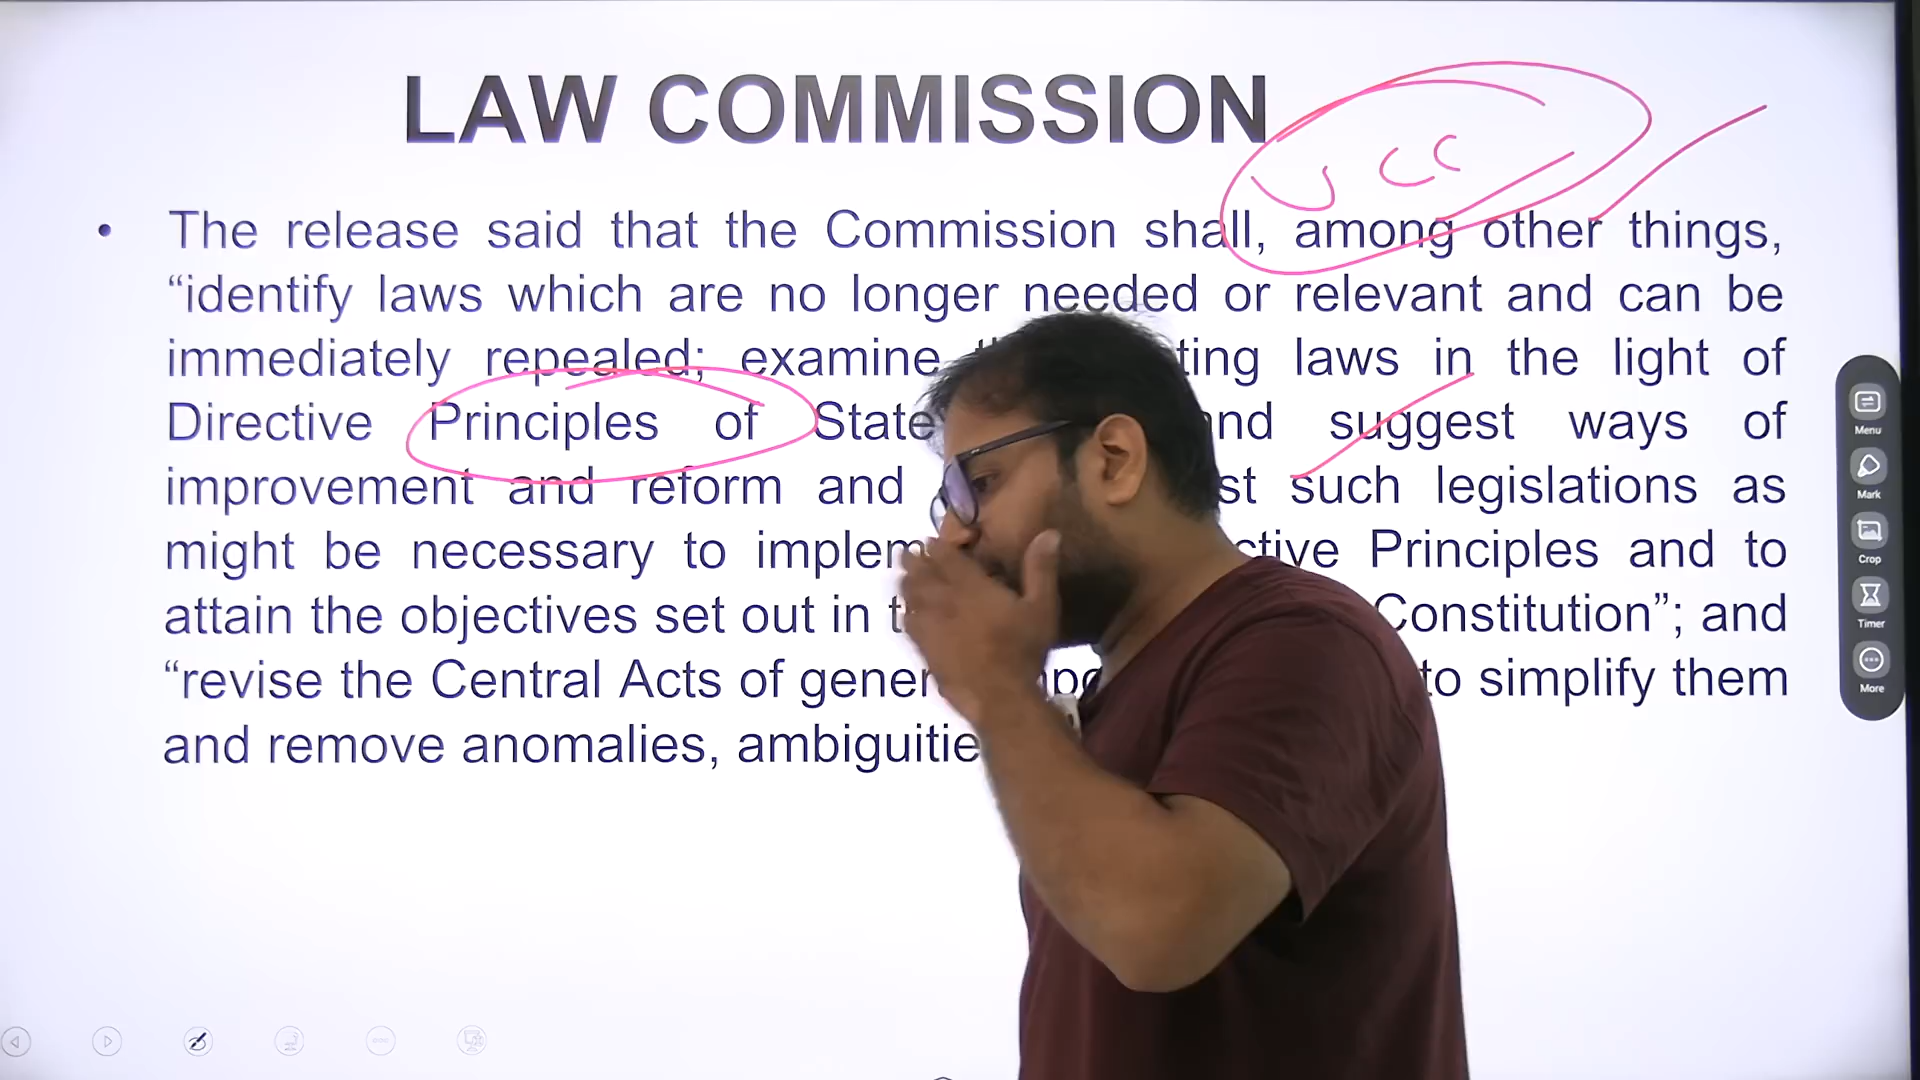 LAW COMMISSION
UCC
• The release said that the Commission shall, among other things,
“identify laws which are no longer needed or relevant and can be
immediately repealed; examine ting laws in the light of
Directive Principles of State nd suggest ways of
improvement and reform and st such legislations as
might be necessary to implem ctive Principles and to
attain the objectives set out in t Constitution”; and
“revise the Central Acts of gener po to simplify them
and remove anomalies, ambiguitie
Menu
Mark
Crop
Timer
More